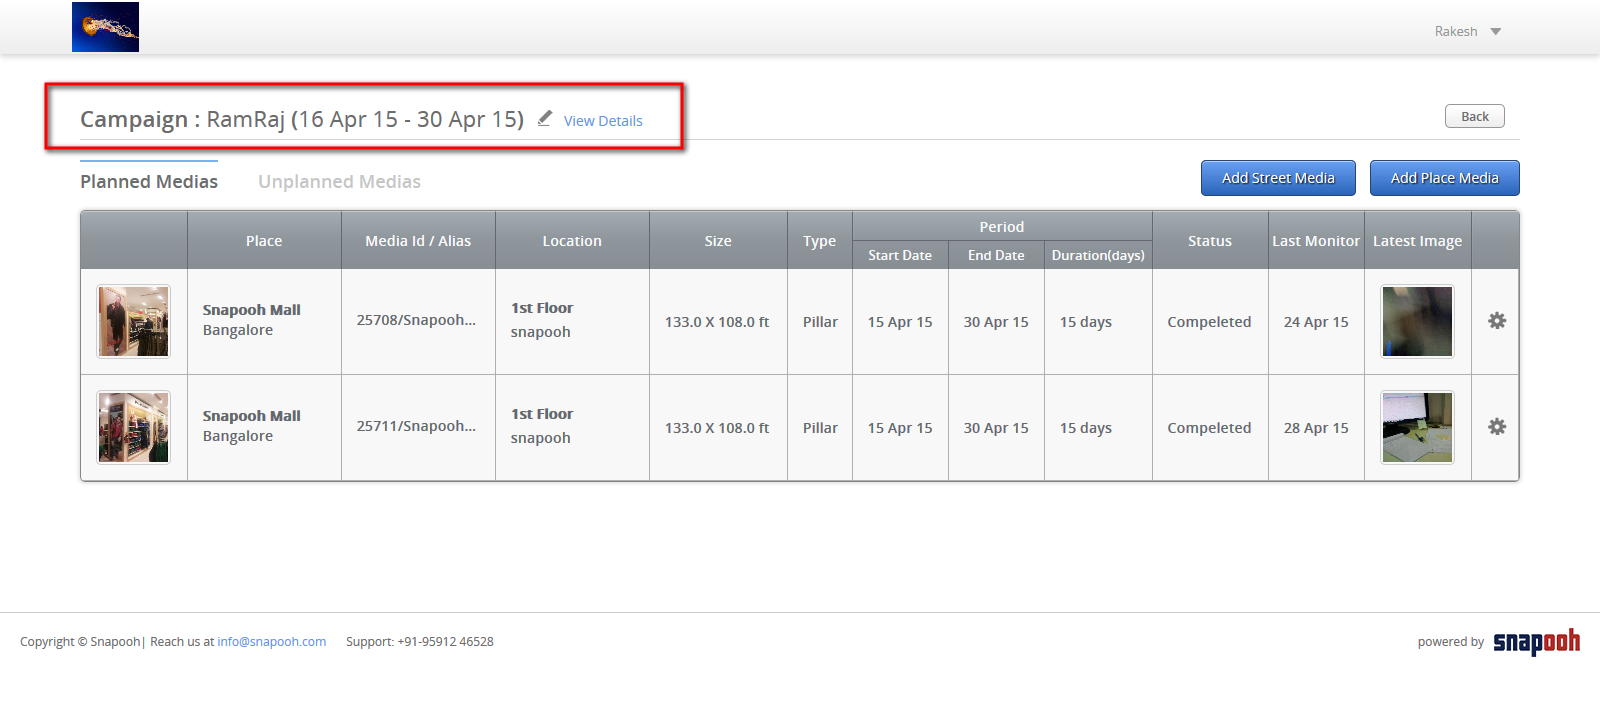 Rakesh
Campaign : RamRaj (16 Apr 15 - 30 Apr 15) View Details
Back
Planned Medias Unplanned Medias
Add Street Media Add Place Media
Place Media Id / Alias Location Size Type Period Status Last Monitor Latest Image
Start Date End Date Duration(days)
Snapooh Mall
Bangalore
25708/Snapooh...
1st Floor
snapooh
133.0 X 108.0 ft Pillar 15 Apr 15 30 Apr 15 15 days Compeleted 24 Apr 15
Snapooh Mall
Bangalore
25711/Snapooh...
1st Floor
snapooh
133.0 X 108.0 ft Pillar 15 Apr 15 30 Apr 15 15 days Compeleted 28 Apr 15
Copyright © Snapooh| Reach us at info@snapooh.com Support: +91-95912 46528
powered by snapooh